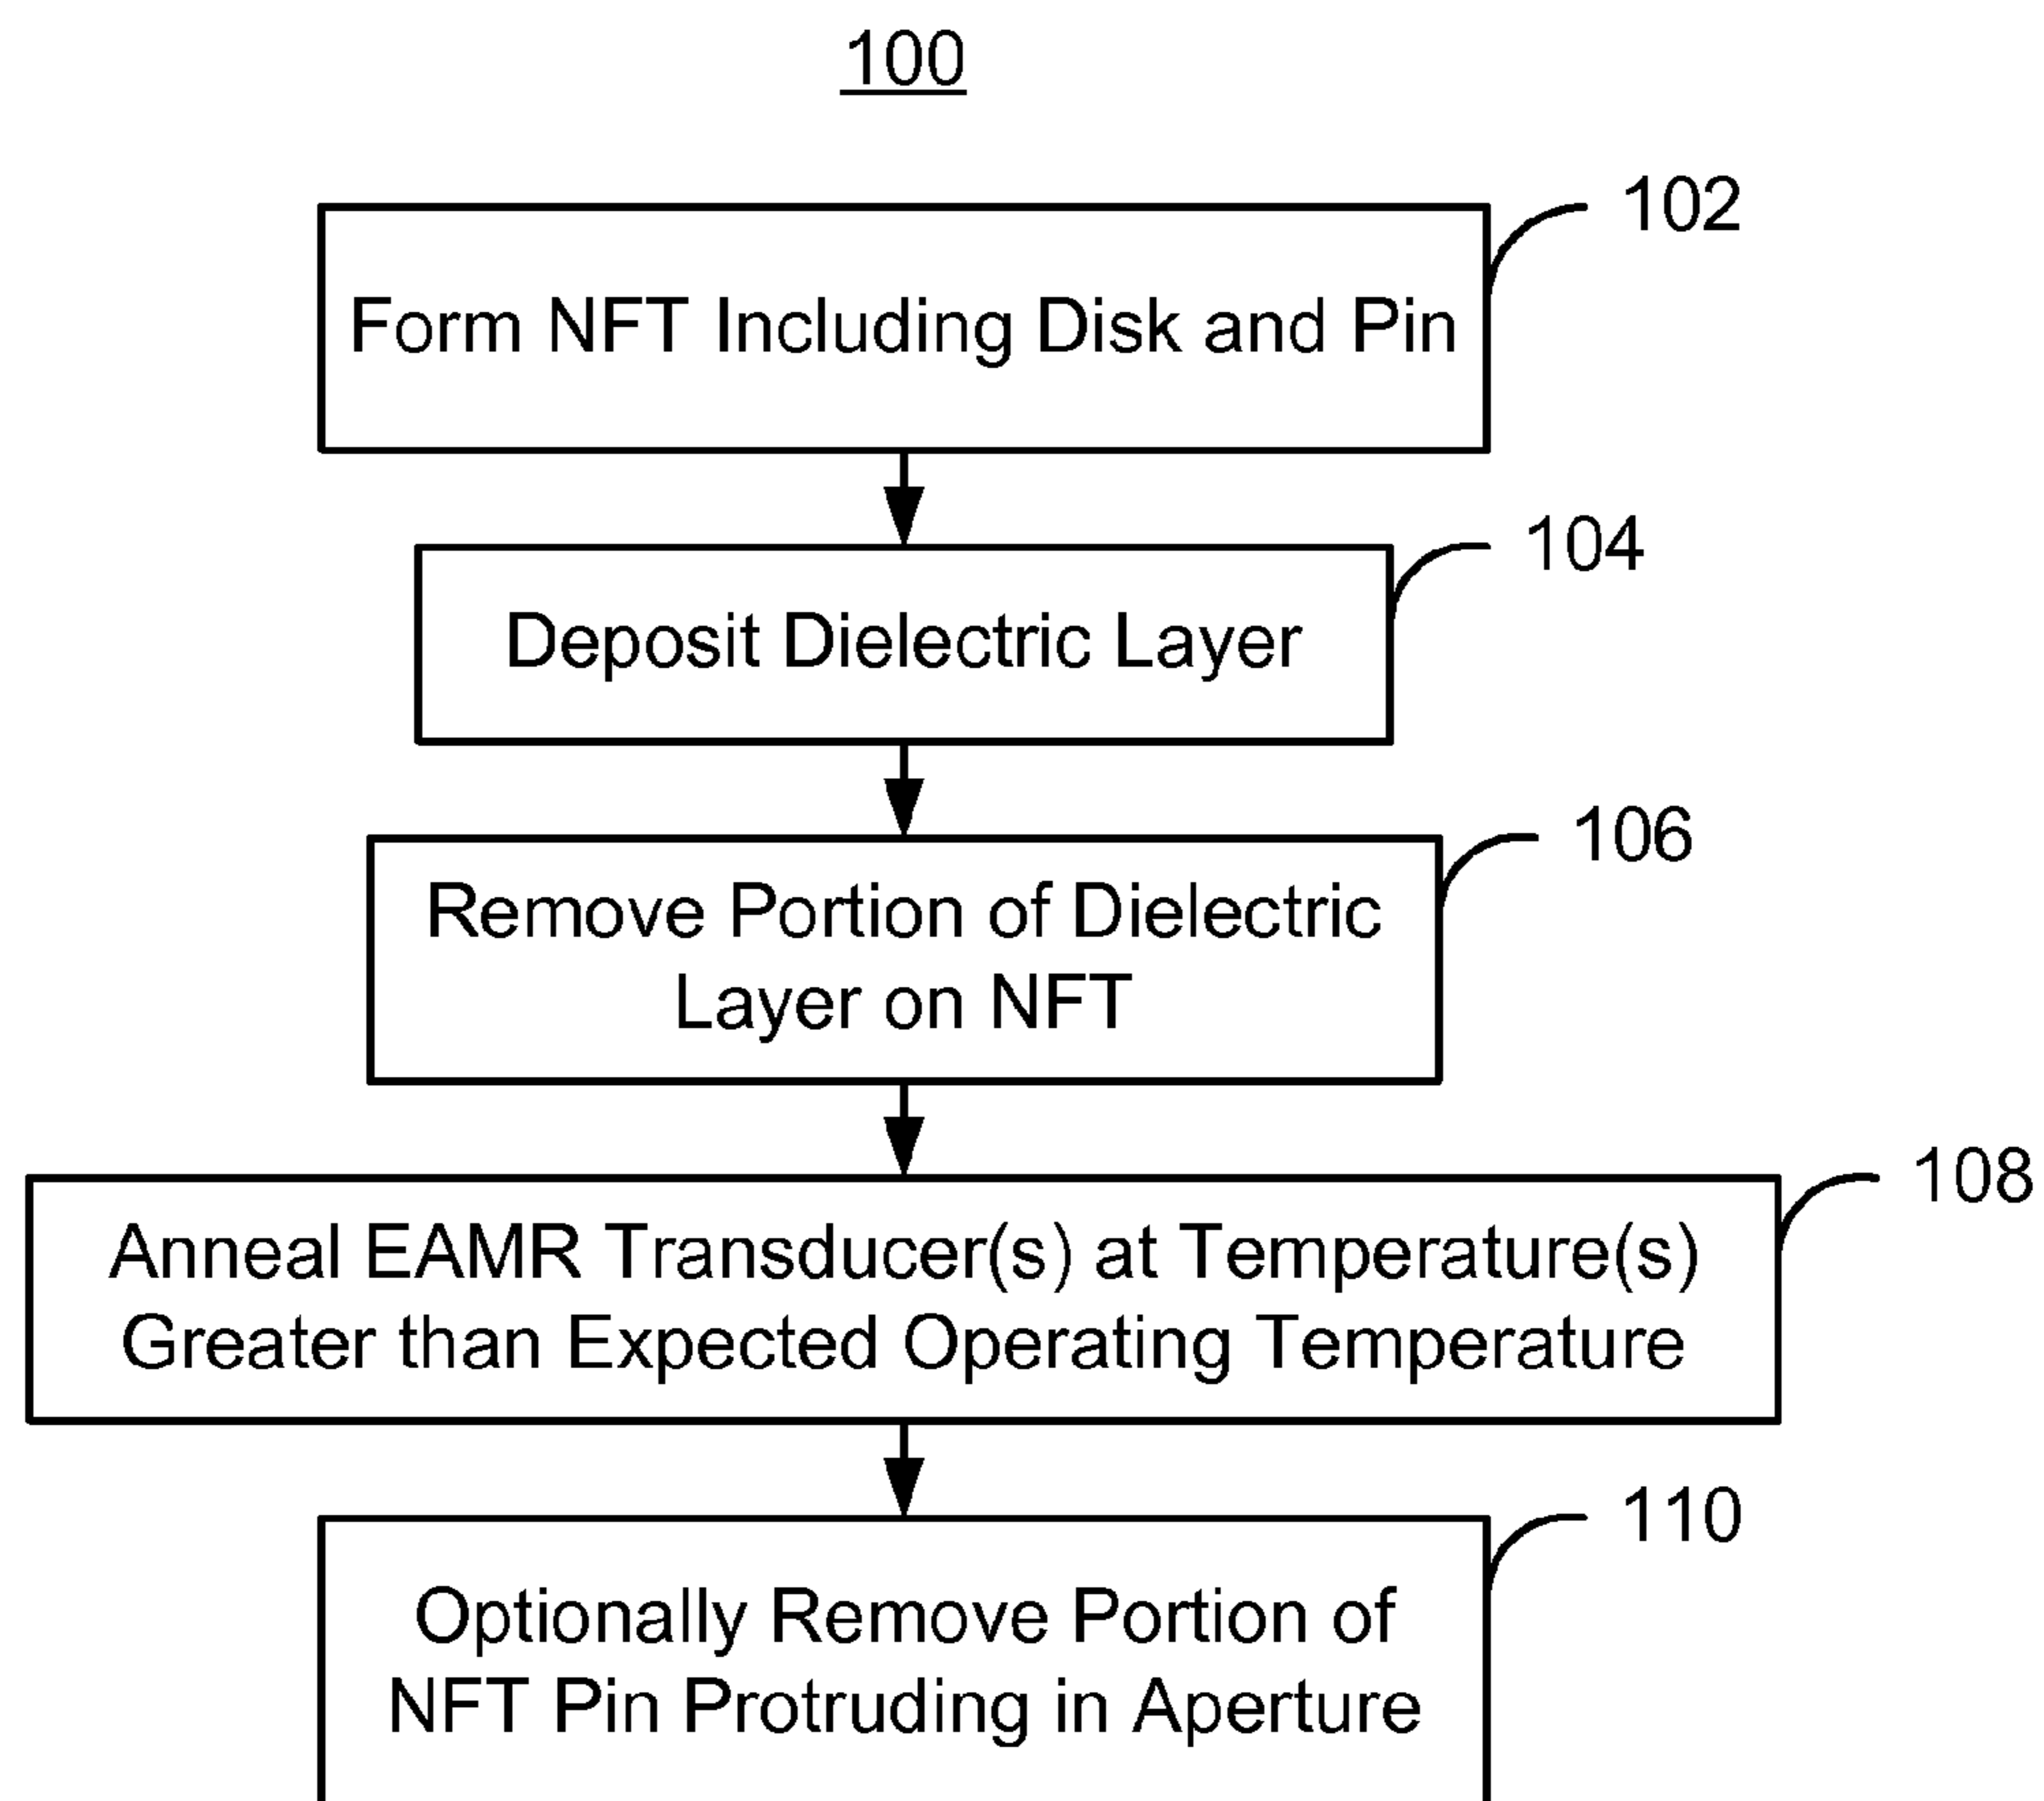 100
102
Form NFT Including Disk and Pin
104
Deposit Dielectric Layer
106
Remove Portion of Dielectric
Layer on NFT
108
Anneal EAMR Transducer(s) at Temperature(s)
Greater than Expected Operating Temperature
110
Optionally Remove Portion of
NFT Pin Protruding in Aperture